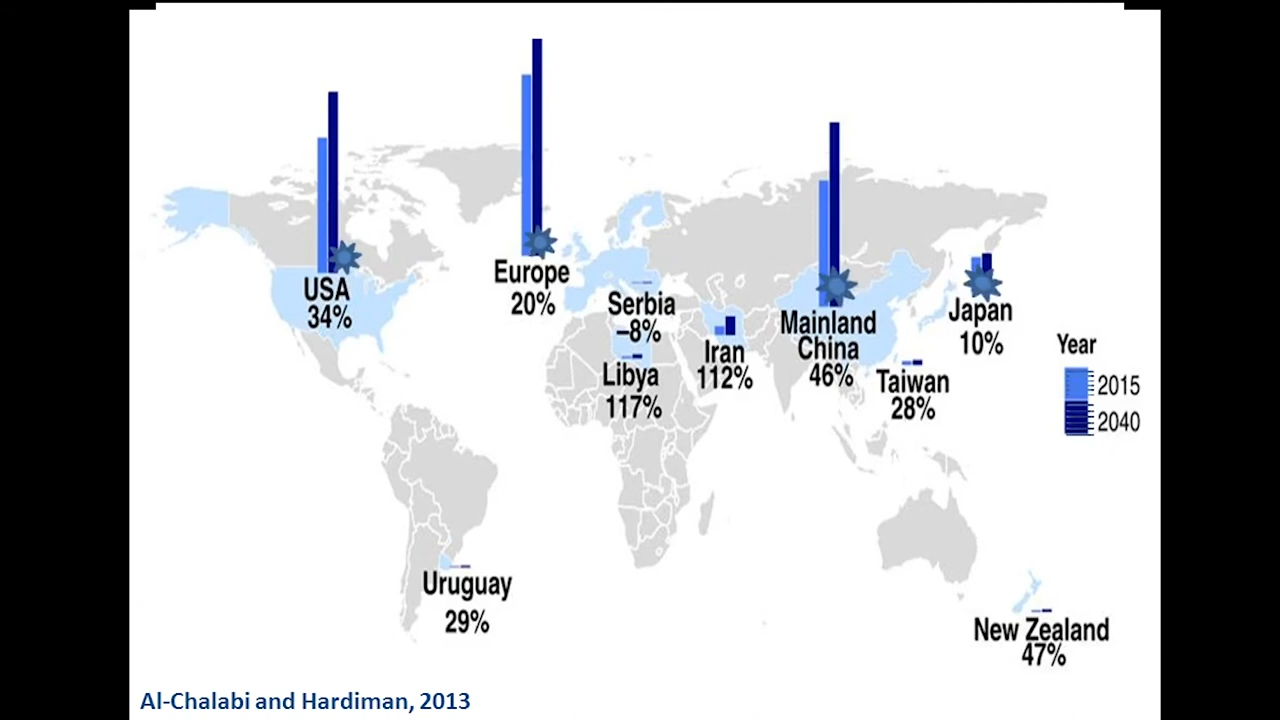 USA
34%
Europe
20%
Serbia
–8%
Libya
117%
Iran
112%
Mainland
China
46%
Taiwan
28%
Japan
10%
Year
2015
2040
Uruguay
29%
New Zealand
47%
Al-Chalabi and Hardiman, 2013